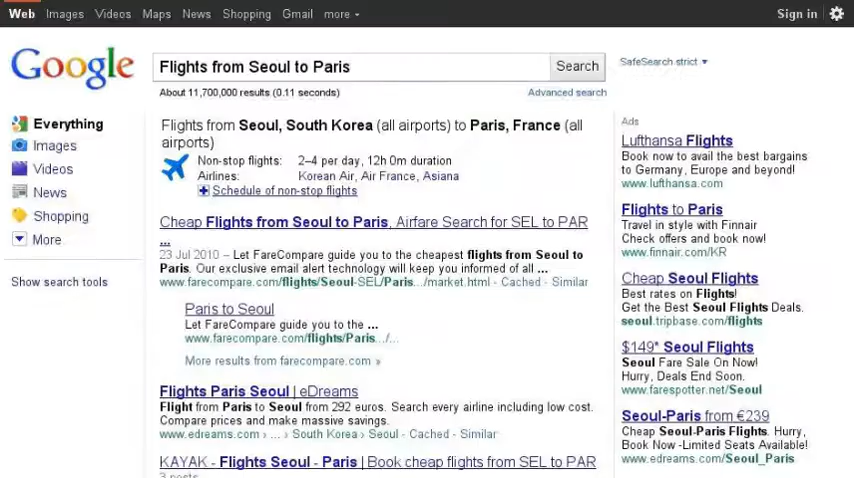 Web Images Videos Maps News Shopping Gmail more
Sign in
Google
Flights from Seoul to Paris
Search
SafeSearch strict
About 11,700,000 results (0.11 seconds)
Advanced search
Everything
Images
Videos
News
Shopping
More
Show search tools
Flights from Seoul, South Korea (all airports) to Paris, France (all
airports)
Non-stop flights: 2–4 per day, 12h 0m duration
Airlines: Korean Air, Air France, Asiana
Schedule of non-stop flights
Cheap Flights from Seoul to Paris, Airfare Search for SEL to PAR
...
23 Jul 2010 – Let FareCompare guide you to the cheapest flights from Seoul to
Paris. Our exclusive email alert technology will keep you informed of all ...
www.farecompare.com/flights/Seoul-SEL/Paris.../market.html - Cached - Similar
Paris to Seoul
Let FareCompare guide you to the ...
www.farecompare.com/flights/Paris.../...
More results from farecompare.com »
Flights Paris Seoul | eDreams
Flight from Paris to Seoul from 292 euros. Search every airline including low cost.
Compare prices and make massive savings.
www.edreams.com › ... › South Korea › Seoul - Cached - Similar
KAYAK - Flights Seoul - Paris | Book cheap flights from SEL to PAR
3 posts
Ads
Lufthansa Flights
Book now to avail the best bargains
to Germany, Europe and beyond!
www.lufthansa.com
Flights to Paris
Travel in style with Finnair
Check offers and book now!
www.finnair.com/KR
Cheap Seoul Flights
Best rates on Flights!
Get the Best Seoul Flights Deals.
seoul.tripbase.com/flights
$149* Seoul Flights
Seoul Fare Sale On Now!
Hurry, Deals End Soon.
www.farespotter.net/Seoul
Seoul-Paris from €239
Cheap Seoul-Paris Flights. Hurry,
Book Now -Limited Seats Available!
www.edreams.com/Seoul_Paris